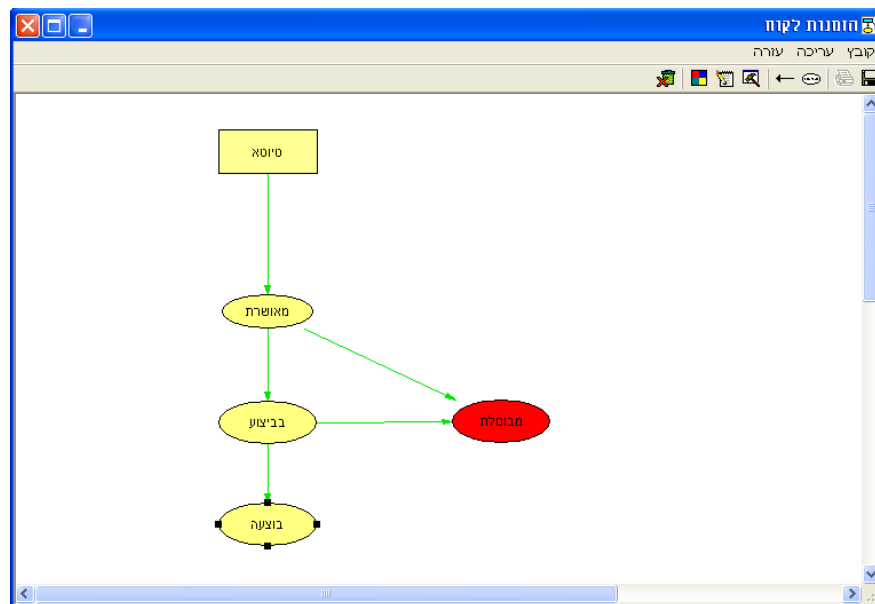 הזמנות לקוח
קובץ עריכה עזרה
טיוטא
מאושרת
בביצוע
מבוטלת
בוצעה